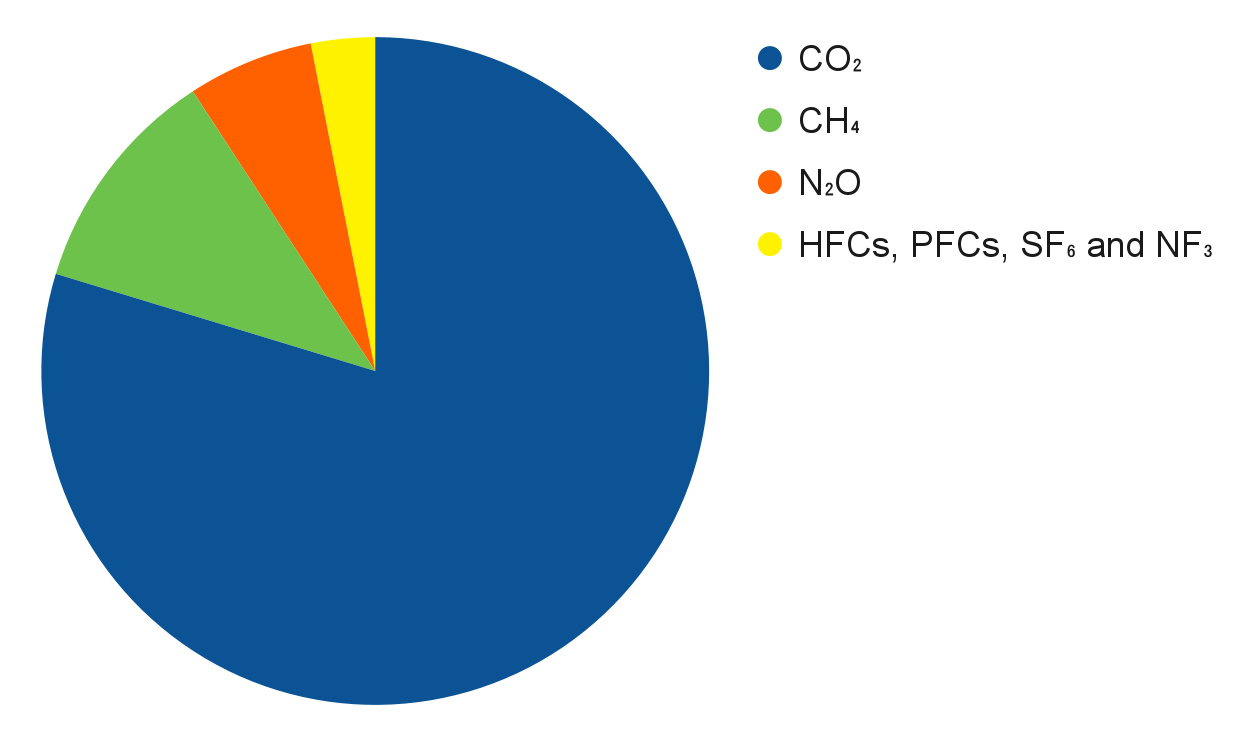 CO₂
CH₄
N₂O
HFCs, PFCs, SF₆ and NF₃